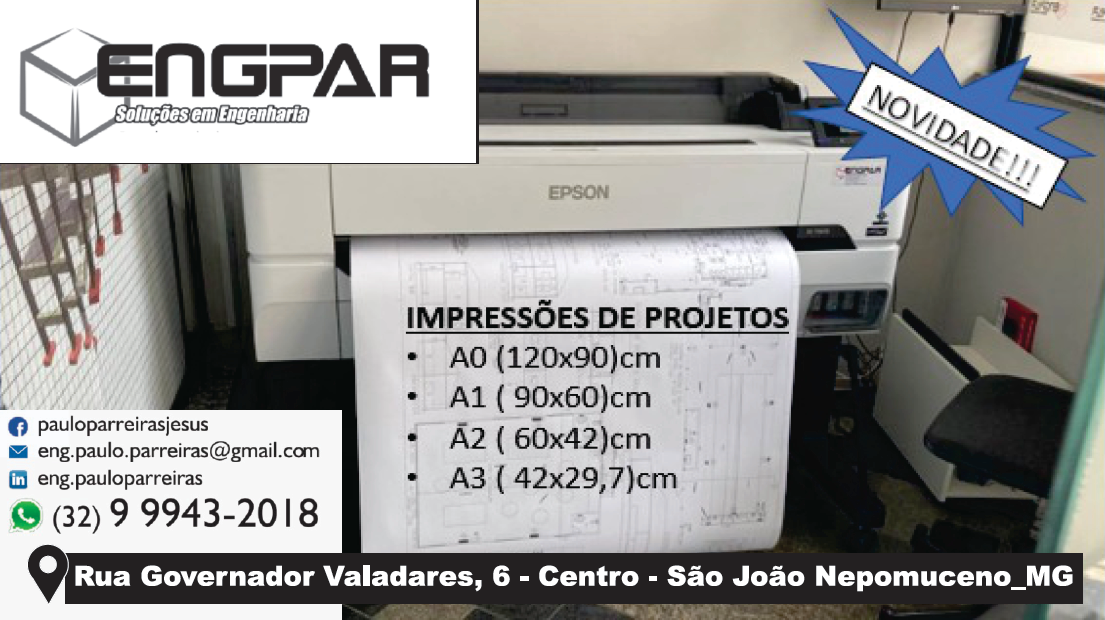 ENGPAR
Soluções em Engenharia
NOVIDADE!!!
EPSON
ENGPAR
IMPRESSÕES DE PROJETOS
• A0 (120x90)cm
• A1 ( 90x60)cm
• A2 ( 60x42)cm
• A3 ( 42x29,7)cm
pauloparreirasjesus
eng.paulo.parreiras@gmail.com
eng.pauloparreiras
(32) 9 9943-2018
Rua Governador Valadares, 6 - Centro - São João Nepomuceno_MG